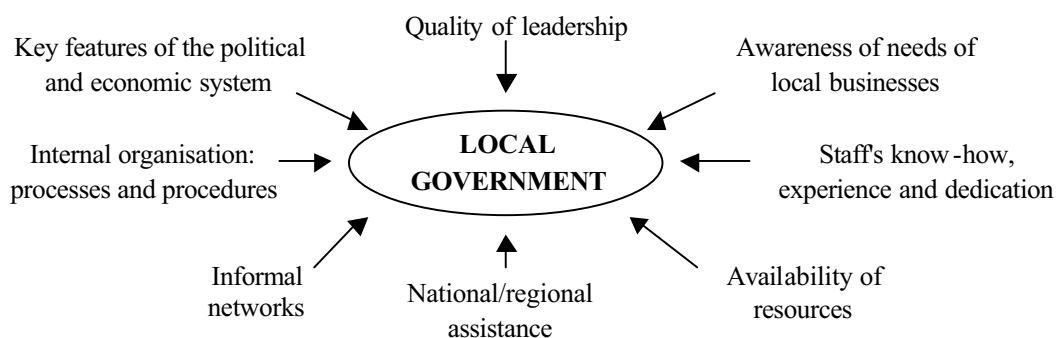 Quality of leadership
Key features of the political
and economic system
Awareness of needs of
local businesses
LOCAL
GOVERNMENT
Internal organisation:
processes and procedures
Staff's know-how,
experience and dedication
Informal
networks
National/regional
assistance
Availability of
resources